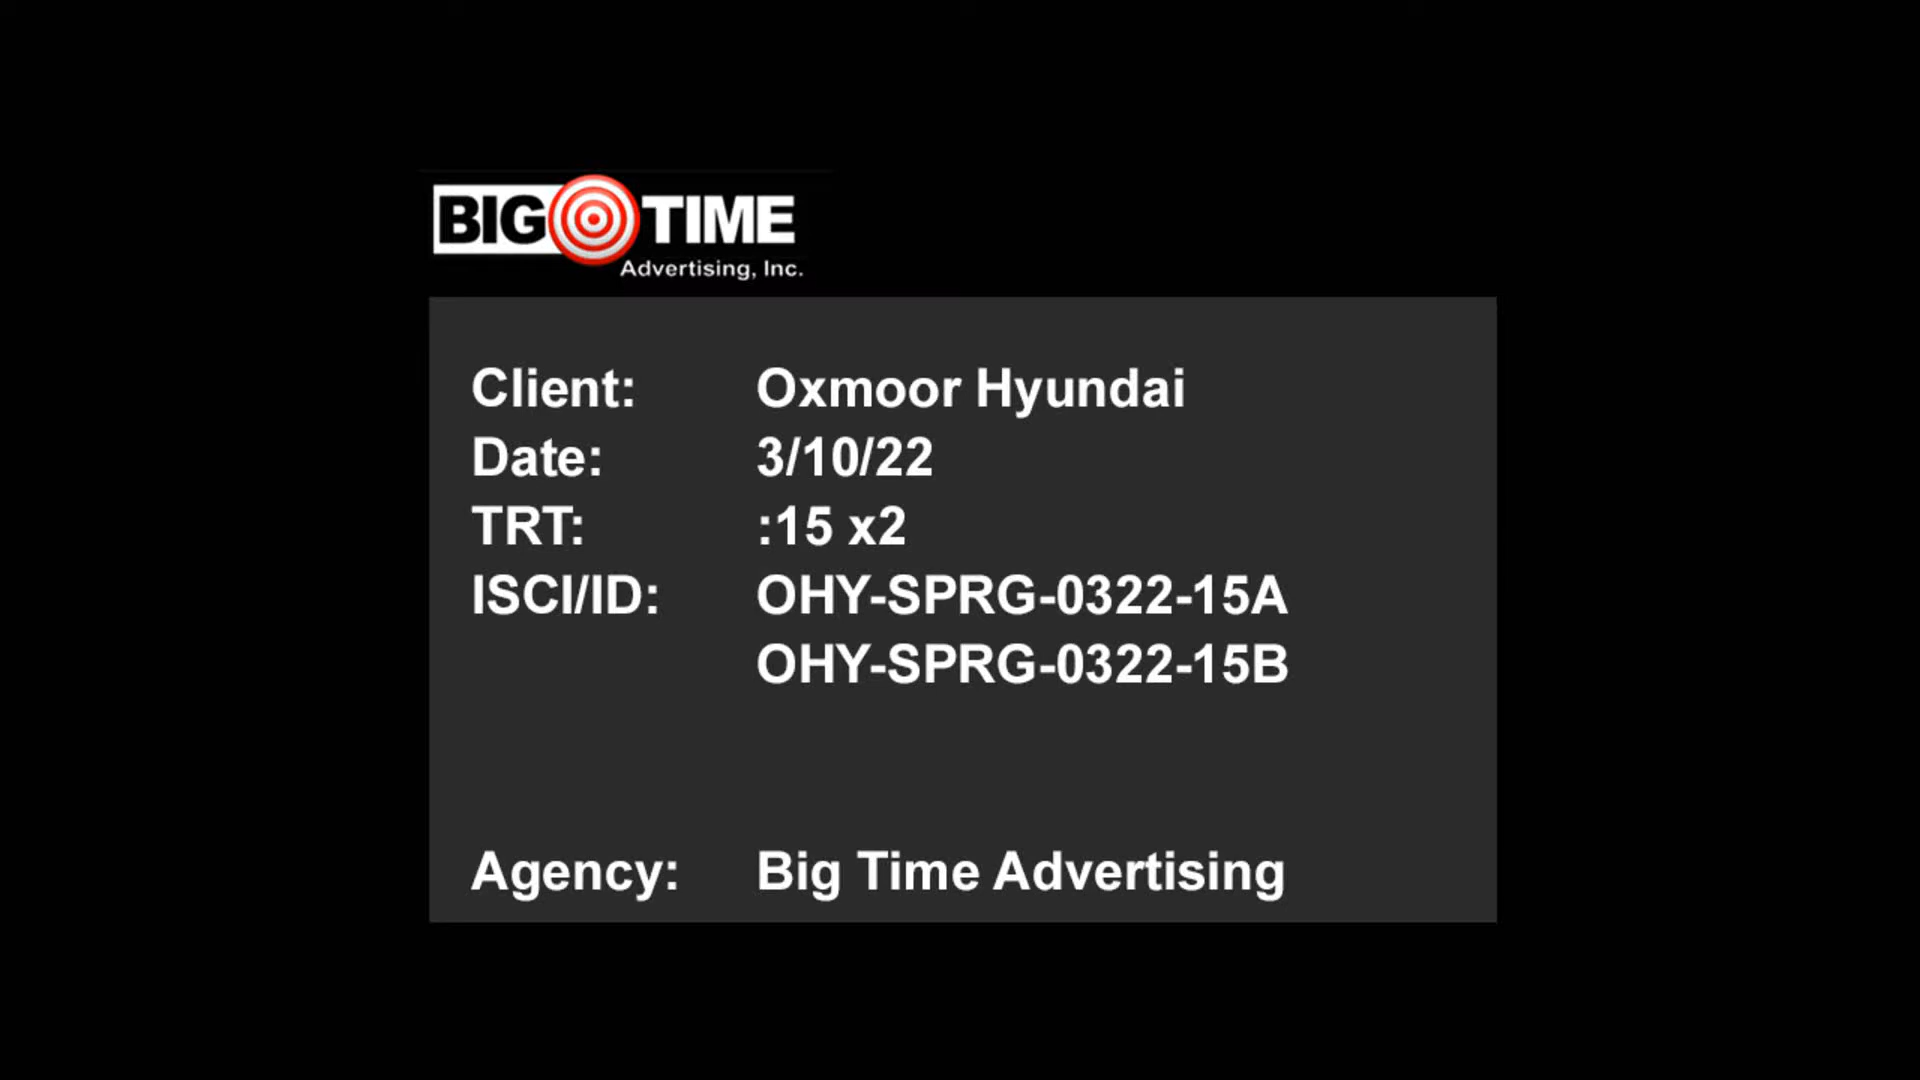 BIG TIME
Advertising, Inc.
Client: Oxmoor Hyundai
Date: 3/10/22
TRT: :15 x2
ISCI/ID: OHY-SPRG-0322-15A
OHY-SPRG-0322-15B
Agency: Big Time Advertising